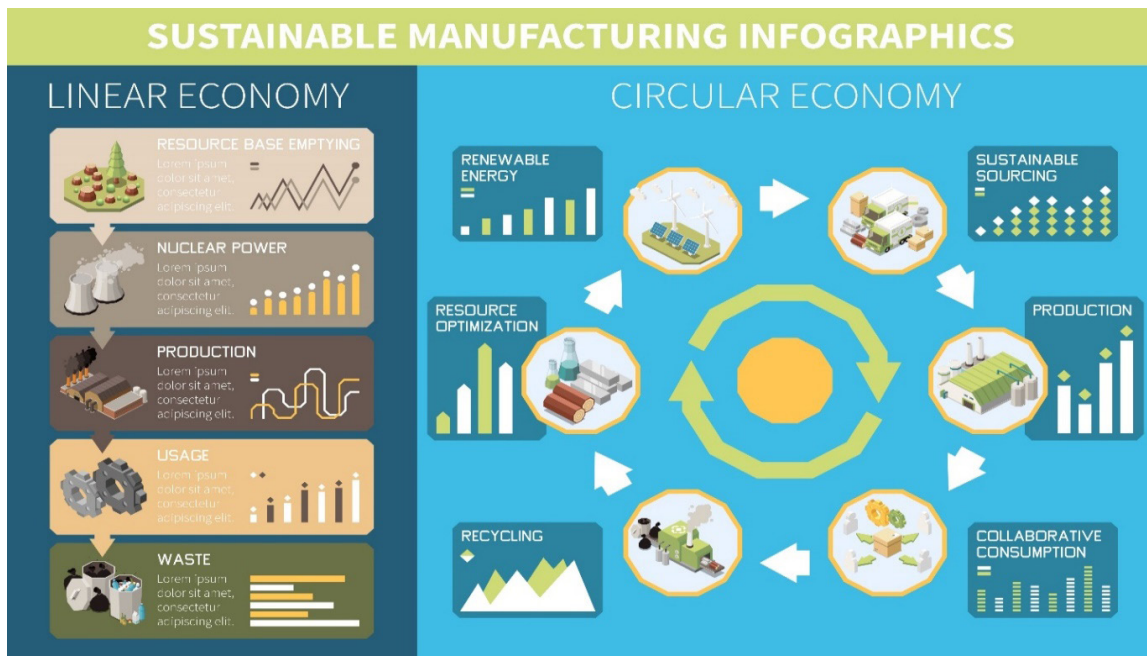 SUSTAINABLE MANUFACTURING INFOGRAPHICS
LINEAR ECONOMY
RESOURCE BASE EMPTYING
Lorem ipsum
dolor sit amet,
consectetur
adipiscing elit.
NUCLEAR POWER
Lorem ipsum
dolor sit amet,
consectetur
adipiscing elit.
PRODUCTION
Lorem ipsum
dolor sit amet,
consectetur
adipiscing elit.
USAGE
Lorem ipsum
dolor sit amet,
consectetur
adipiscing elit.
WASTE
Lorem ipsum
dolor sit amet,
consectetur
adipiscing elit.
CIRCULAR ECONOMY
RENEWABLE
ENERGY
SUSTAINABLE
SOURCING
PRODUCTION
COLLABORATIVE
CONSUMPTION
RECYCLING
RESOURCE
OPTIMIZATION